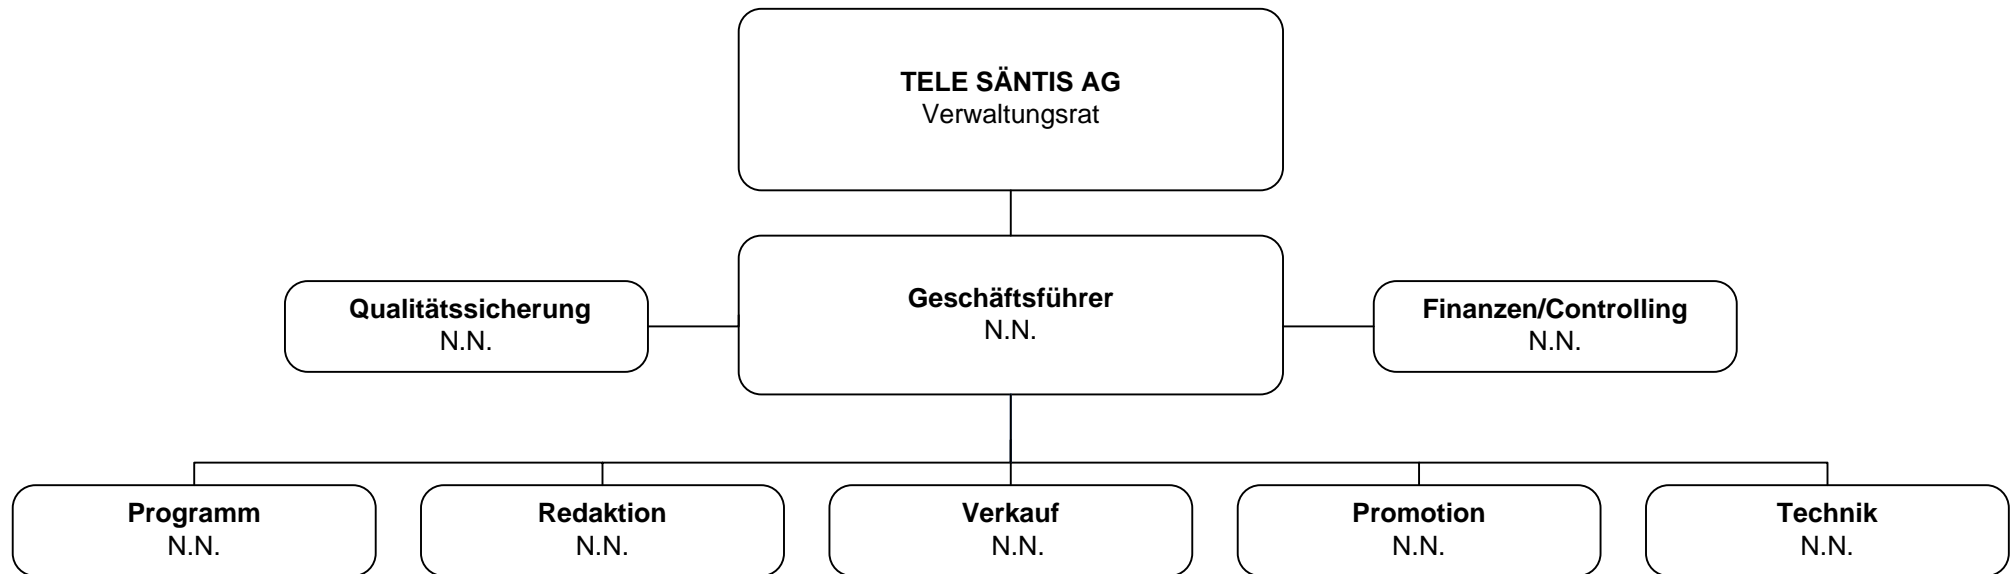 TELE SÄNTIS AG
Verwaltungsrat
Geschäftsführer
N.N.
Qualitätssicherung
N.N.
Finanzen/Controlling
N.N.
Programm
N.N.
Redaktion
N.N.
Verkauf
N.N.
Promotion
N.N.
Technik
N.N.